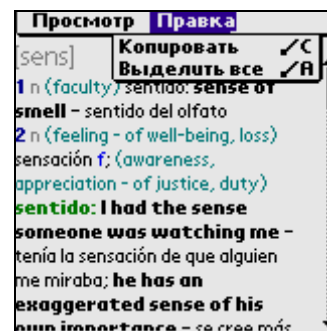 Просмотр Правка
[sens]
Копировать ✓C
Выделить все ✓A
1 n (faculty) sentido: sense of
smell – sentido del olfato
2 n (feeling - of well-being, loss)
sensación f; (awareness,
appreciation - of justice, duty)
sentido: I had the sense
someone was watching me –
tenía la sensación de que alguien
me miraba; he has an
exaggerated sense of his
own importance – se cree más